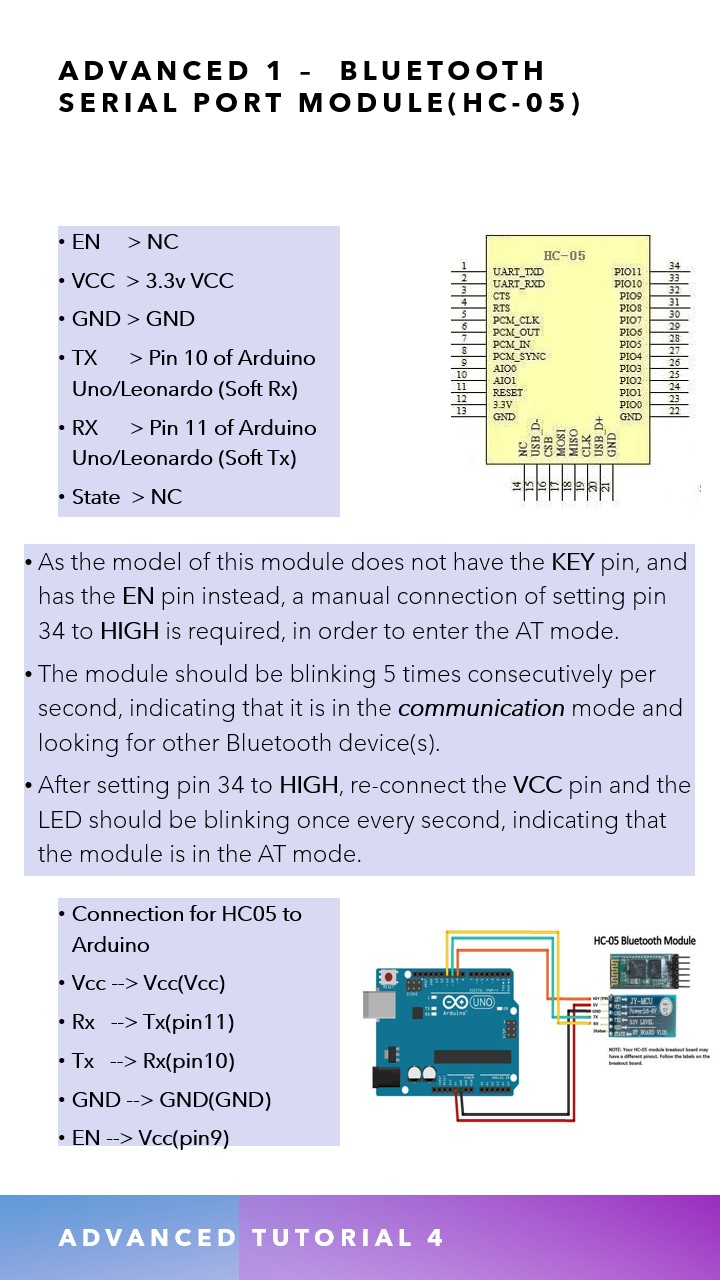 ADVANCED 1 – BLUETOOTH
SERIAL PORT MODULE(HC-05)
• EN > NC
• VCC > 3.3v VCC
• GND > GND
• TX > Pin 10 of Arduino
Uno/Leonardo (Soft Rx)
• RX > Pin 11 of Arduino
Uno/Leonardo (Soft Tx)
• State > NC
HC-05
1 UART_TXD PIO11 34
2 UART_RXD PIO10 33
3 CTS PIO9 32
4 RTS PIO8 31
5 PCM_CLK PIO7 30
6 PCM_OUT PIO6 29
7 PCM_IN PIO5 28
8 PCM_SYNC PIO4 27
9 AIO0 PIO3 26
10 AIO1 PIO2 25
11 RESET PIO1 24
12 3.3V PIO0 23
13 GND GND 22
NC USB_D- CSB MOSI MISO CLK USB_D+ GND
14 15 16 17 18 19 20 21
• As the model of this module does not have the KEY pin, and
has the EN pin instead, a manual connection of setting pin
34 to HIGH is required, in order to enter the AT mode.
• The module should be blinking 5 times consecutively per
second, indicating that it is in the communication mode and
looking for other Bluetooth device(s).
• After setting pin 34 to HIGH, re-connect the VCC pin and the
LED should be blinking once every second, indicating that
the module is in the AT mode.
• Connection for HC05 to
Arduino
• Vcc --> Vcc(Vcc)
• Rx --> Tx(pin11)
• Tx --> Rx(pin10)
• GND --> GND(GND)
• EN --> Vcc(pin9)
HC-05 Bluetooth Module
RESET
UNO
Arduino
KEY
5V
GND
TX
RX
Status
JY-MCU
LEVEL
NOTE: Your HC-05 module breakout board may
have a different pinout. Follow the labels on the
breakout board.
ADVANCED TUTORIAL 4